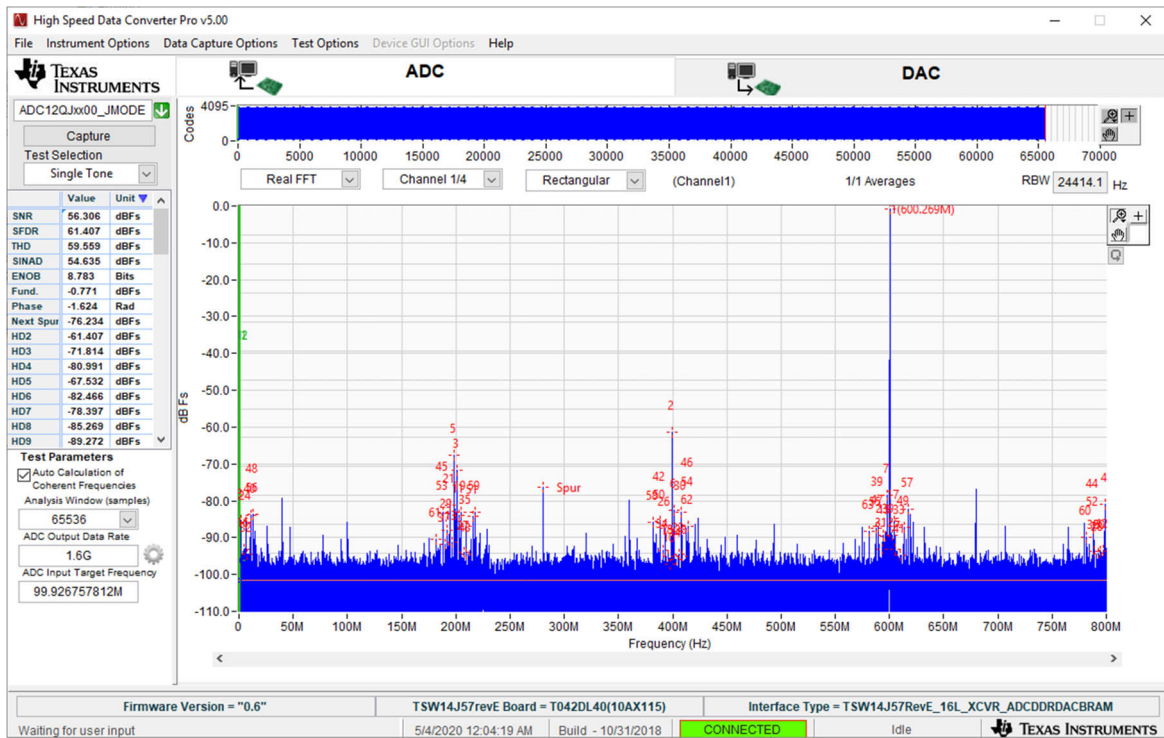 High Speed Data Converter Pro v5.00
File Instrument Options Data Capture Options Test Options Device GUI Options Help
TEXAS INSTRUMENTS
ADC
DAC
ADC12QJxx00_JMODE
Capture
Test Selection
Single Tone
Value Unit
SNR 56.306 dBFs
SFDR 61.407 dBFs
THD 59.559 dBFs
SINAD 54.635 dBFs
ENOB 8.783 Bits
Fund. -0.771 dBFs
Phase -1.624 Rad
Next Spur -76.234 dBFs
HD2 -61.407 dBFs
HD3 -71.814 dBFs
HD4 -80.991 dBFs
HD5 -67.532 dBFs
HD6 -82.466 dBFs
HD7 -78.397 dBFs
HD8 -85.269 dBFs
HD9 -89.272 dBFs
Test Parameters
Auto Calculation of
Coherent Frequencies
Analysis Window (samples)
65536
ADC Output Data Rate
1.6G
ADC Input Target Frequency
99.926757812M
Codes
4095
0
0 5000 10000 15000 20000 25000 30000 35000 40000 45000 50000 55000 60000 65000 70000
Real FFT Channel 1/4 Rectangular (Channel1) 1/1 Averages RBW 24414.1 Hz
dBFs
0.0
-10.0
-20.0
-30.0
-40.0
-50.0
-60.0
-70.0
-80.0
-90.0
-100.0
-110.0
1(600.269M)
Spur
0 50M 100M 150M 200M 250M 300M 350M 400M 450M 500M 550M 600M 650M 700M 750M 800M
Frequency (Hz)
Firmware Version = "0.6" TSW14J57revE Board = T042DL40(10AX115) Interface Type = TSW14J57RevE_16L_XCVR_ADCDDRDACBRAM
Waiting for user input 5/4/2020 12:04:19 AM Build - 10/31/2018 CONNECTED Idle TEXAS INSTRUMENTS